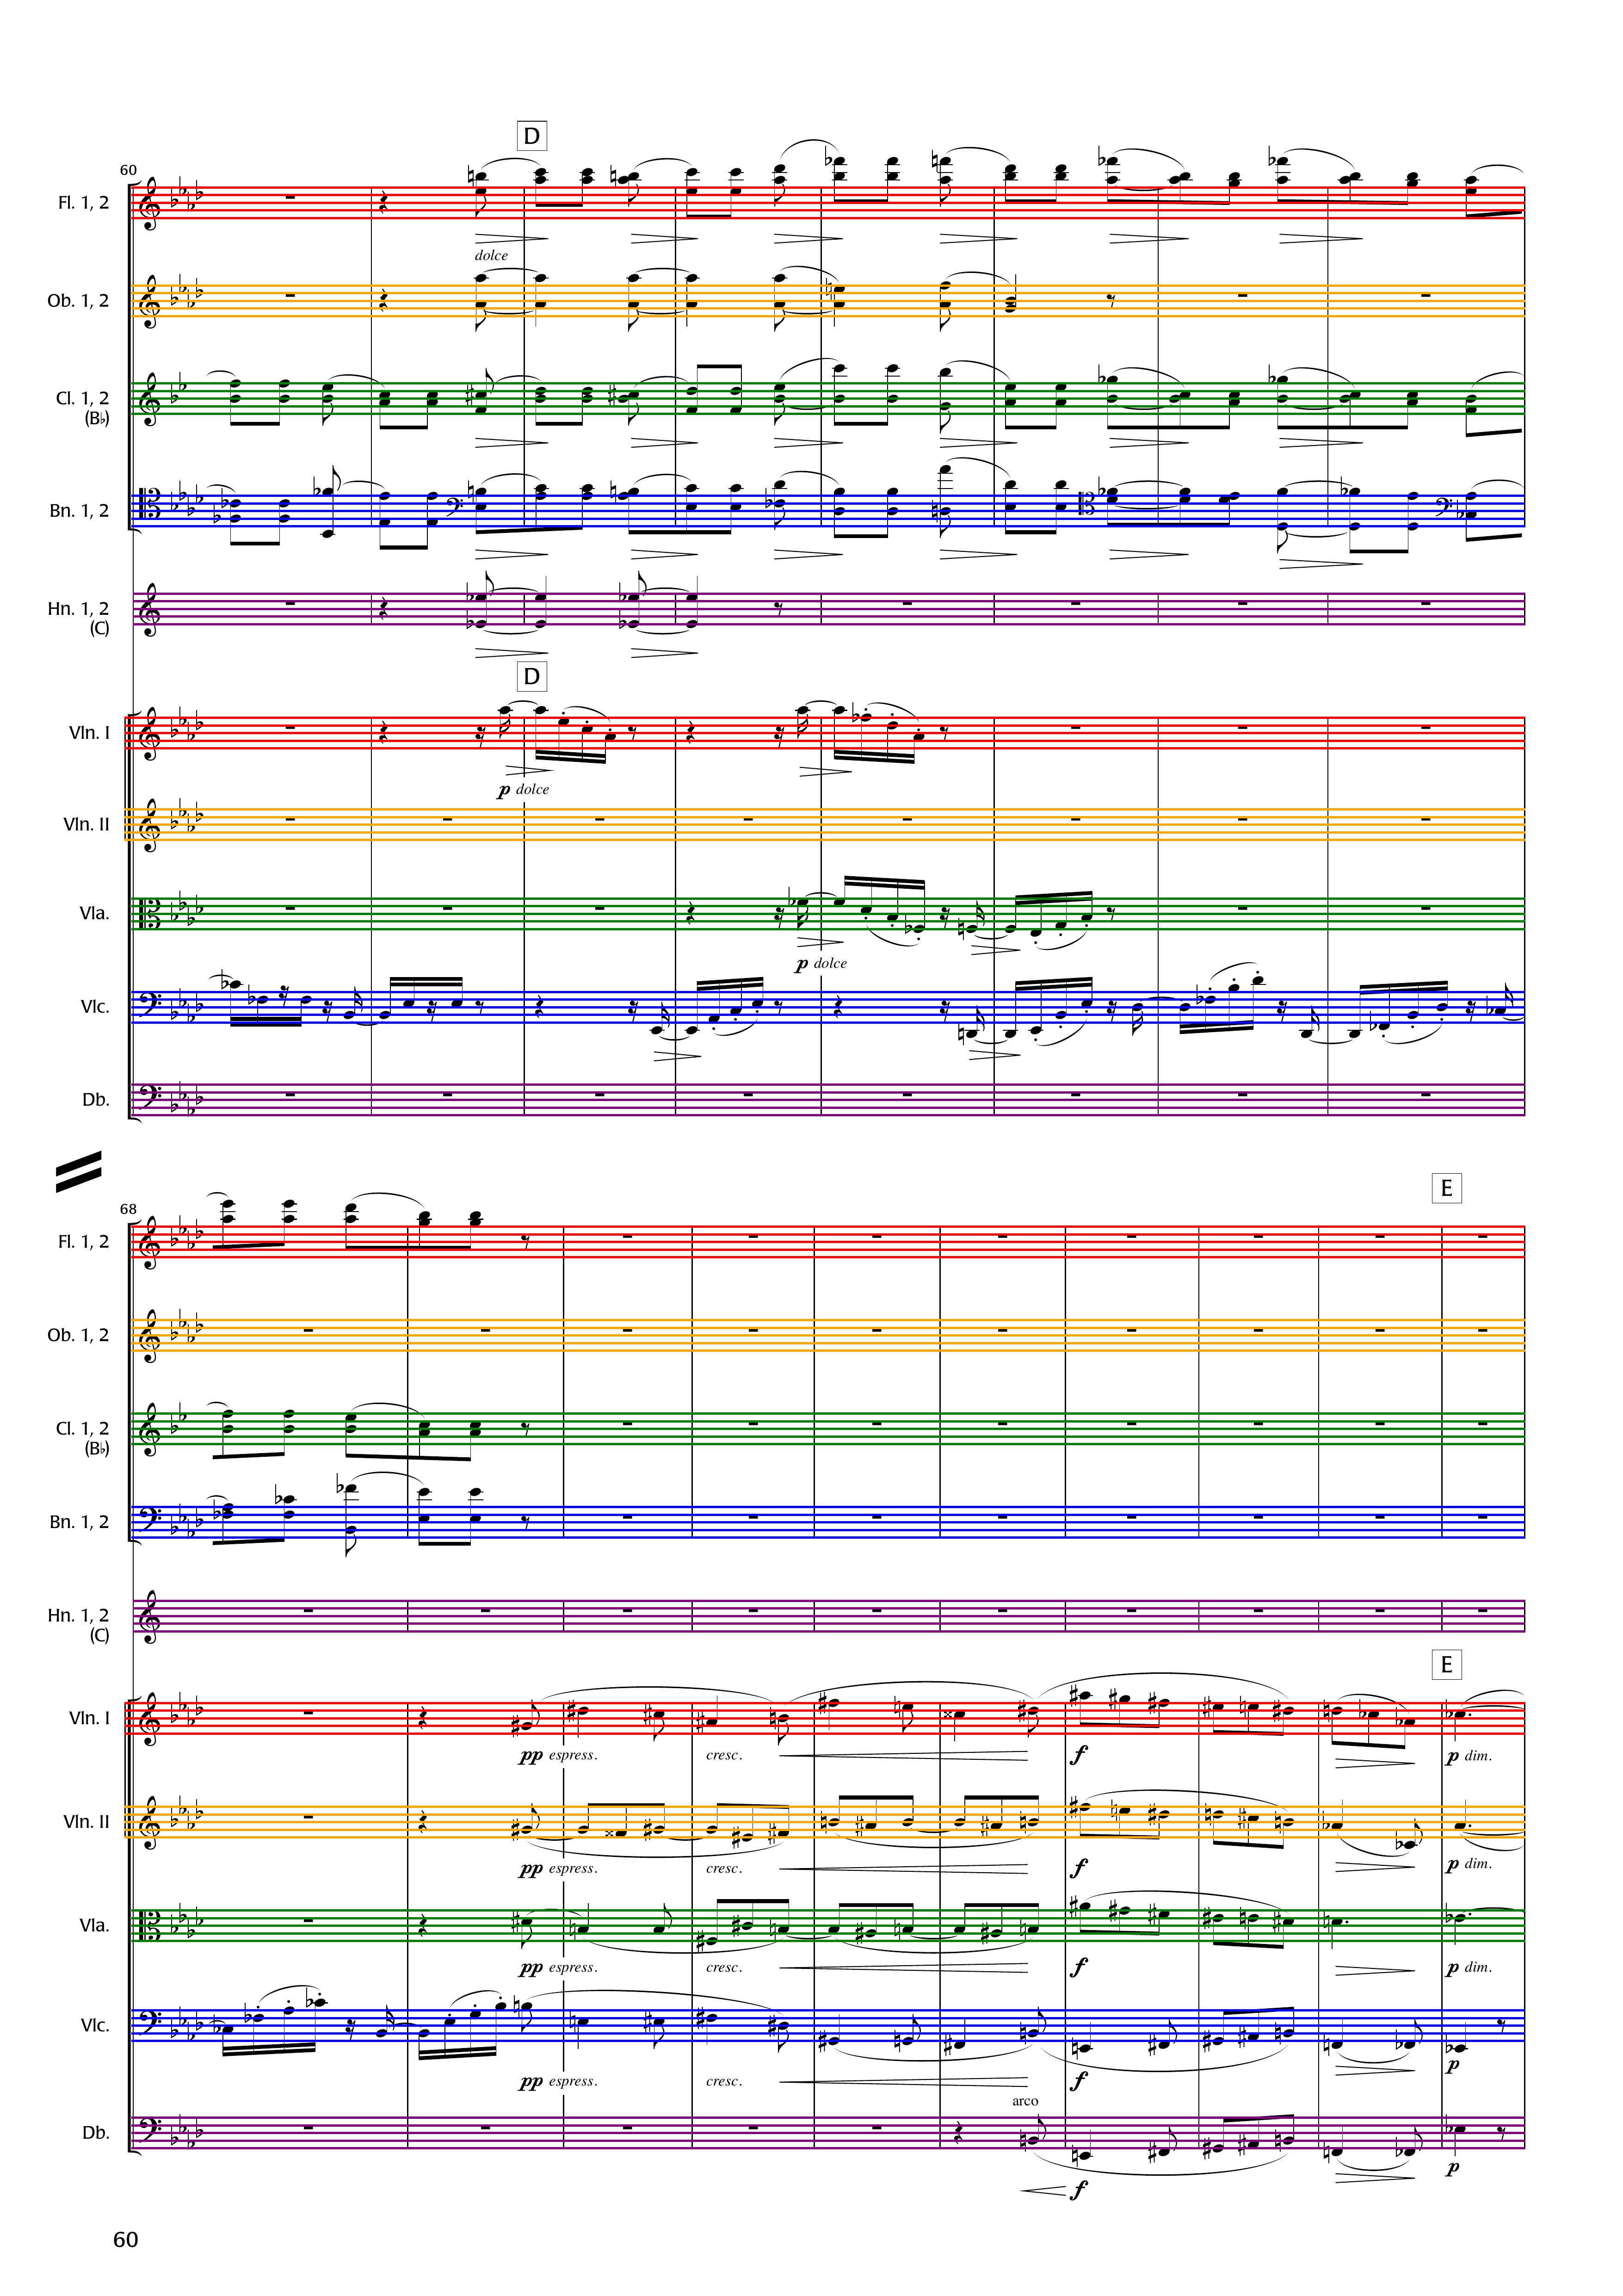 D
60
Fl. 1, 2
dolce
Ob. 1, 2
Cl. 1, 2
(B♭)
Bn. 1, 2
Hn. 1, 2
(C)
D
Vln. I
p dolce
Vln. II
Vla.
p dolce
Vlc.
Db.
E
68
Fl. 1, 2
Ob. 1, 2
Cl. 1, 2
(B♭)
Bn. 1, 2
Hn. 1, 2
(C)
E
Vln. I
pp espress. cresc. f p dim.
Vln. II
pp espress. cresc. f p dim.
Vla.
pp espress. cresc. f p dim.
Vlc.
p
pp espress. cresc. f
arco
Db.
p
f
60